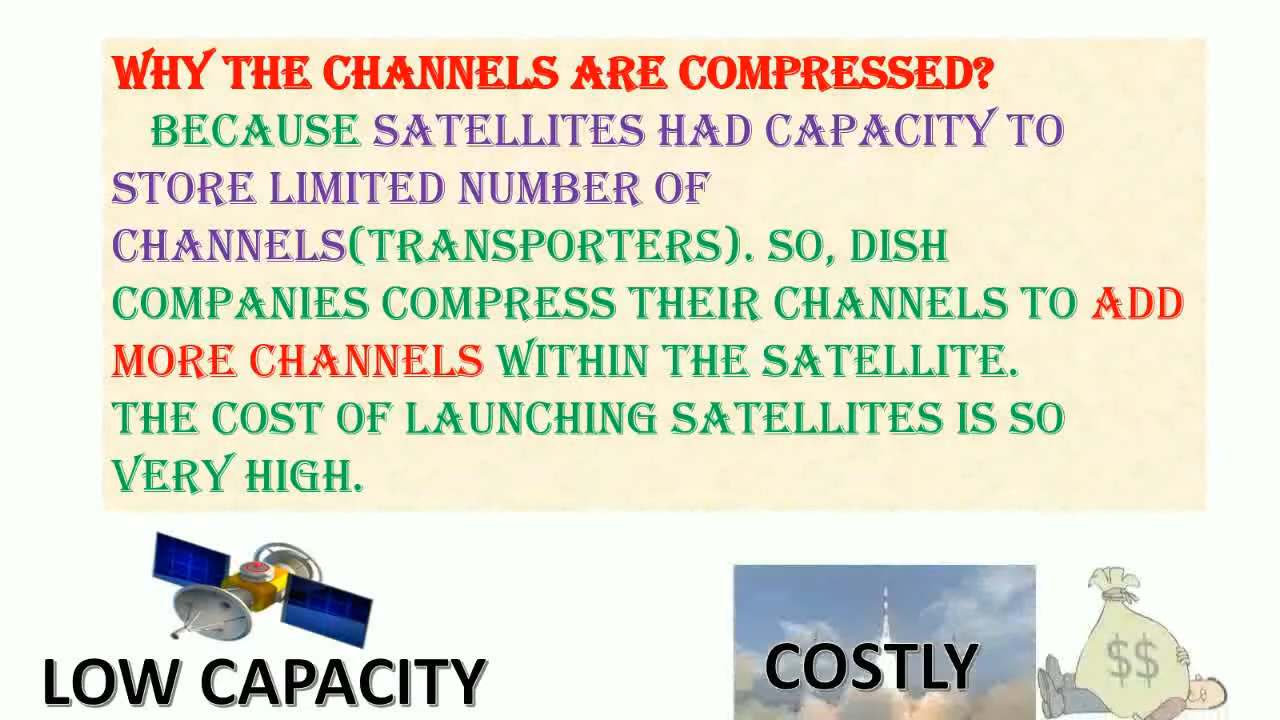 WHY THE CHANNELS ARE COMPRESSED?
BECAUSE SATELLITES HAD CAPACITY TO
STORE LIMITED NUMBER OF
CHANNELS(TRANSPORTERS). SO, DISH
COMPANIES COMPRESS THEIR CHANNELS TO ADD
MORE CHANNELS WITHIN THE SATELLITE.
THE COST OF LAUNCHING SATELLITES IS SO
VERY HIGH.
LOW CAPACITY
COSTLY
$$